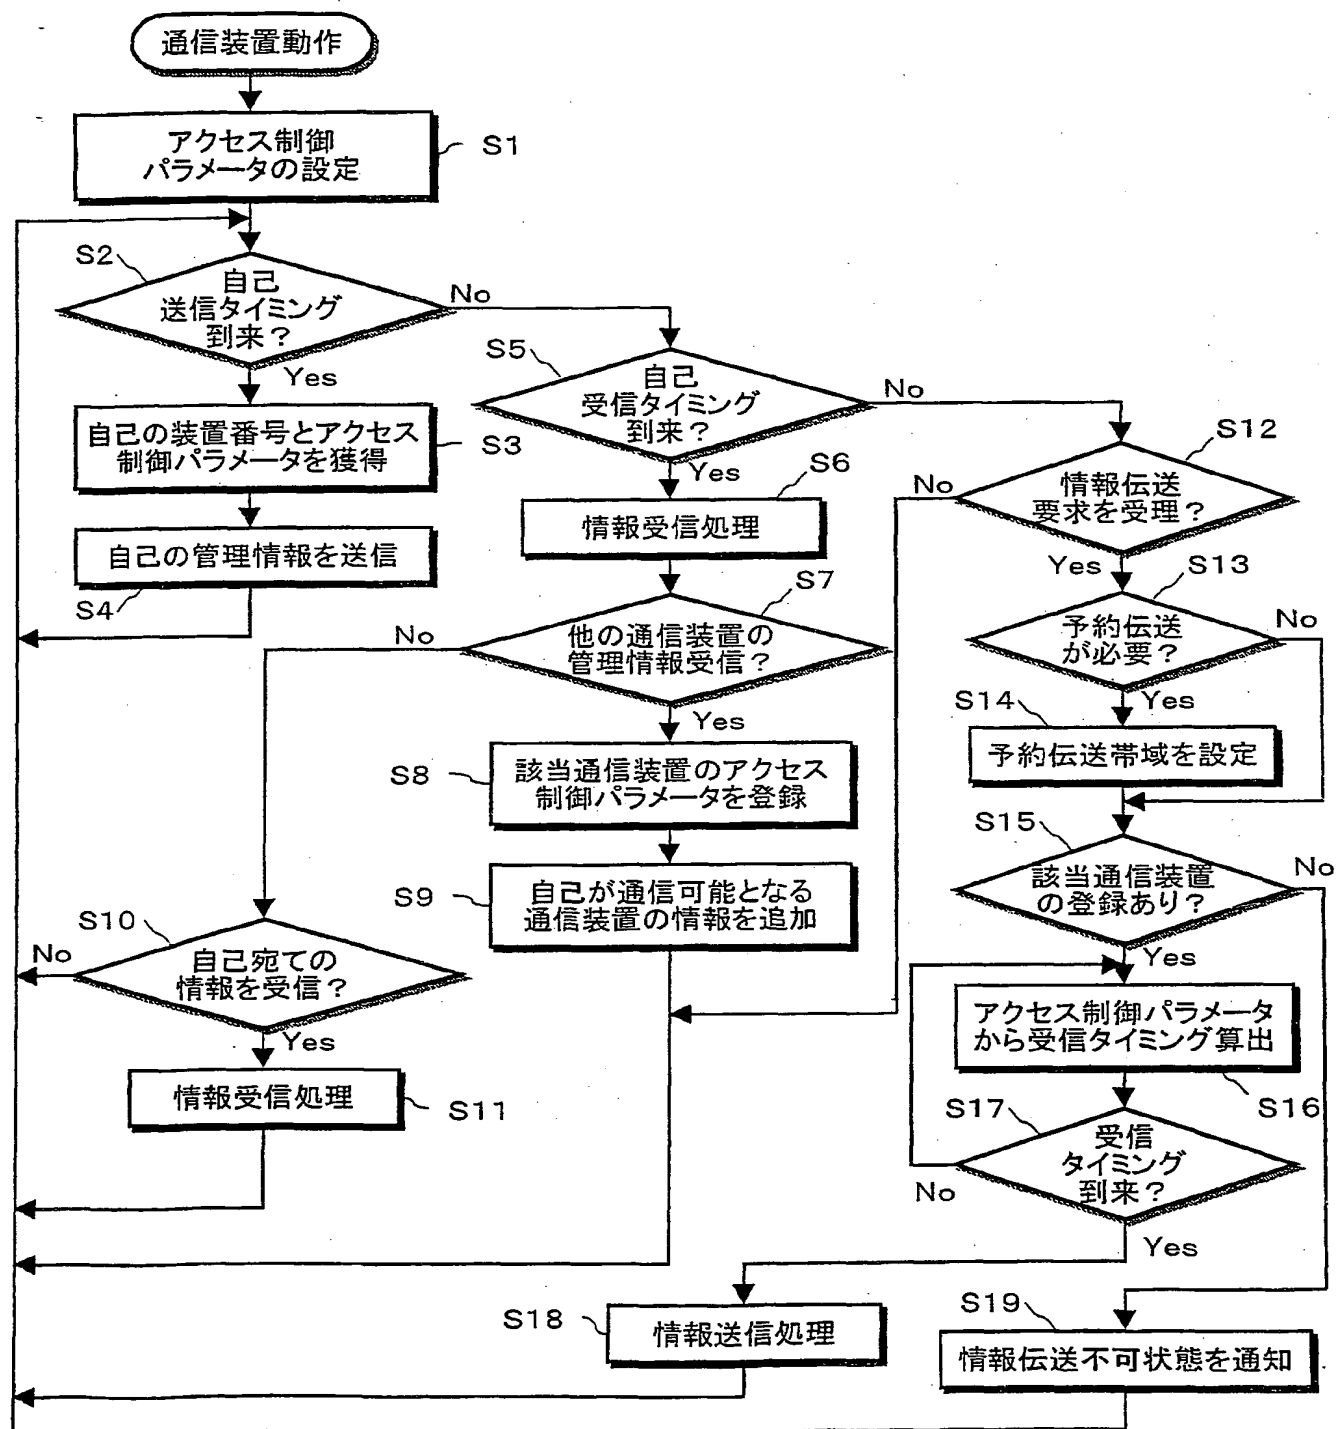 通信装置動作
アクセス制御
パラメータの設定
S1
S2
自己
送信タイミング
到来？
No
Yes
自己の装置番号とアクセス
制御パラメータを獲得
S3
自己の管理情報を送信
S4
S5
自己
受信タイミング
到来？
No
Yes
S6
情報受信処理
S7
他の通信装置の
管理情報受信？
No
Yes
S8
該当通信装置のアクセス
制御パラメータを登録
S9
自己が通信可能となる
通信装置の情報を追加
S10
自己宛ての
情報を受信？
No
Yes
情報受信処理
S11
S12
情報伝送
要求を受理？
No
Yes
S13
予約伝送
が必要？
No
Yes
S14
予約伝送帯域を設定
S15
該当通信装置
の登録あり？
No
Yes
アクセス制御パラメータ
から受信タイミング算出
S16
S17
受信
タイミング
到来？
No
Yes
S18
情報送信処理
S19
情報伝送不可状態を通知